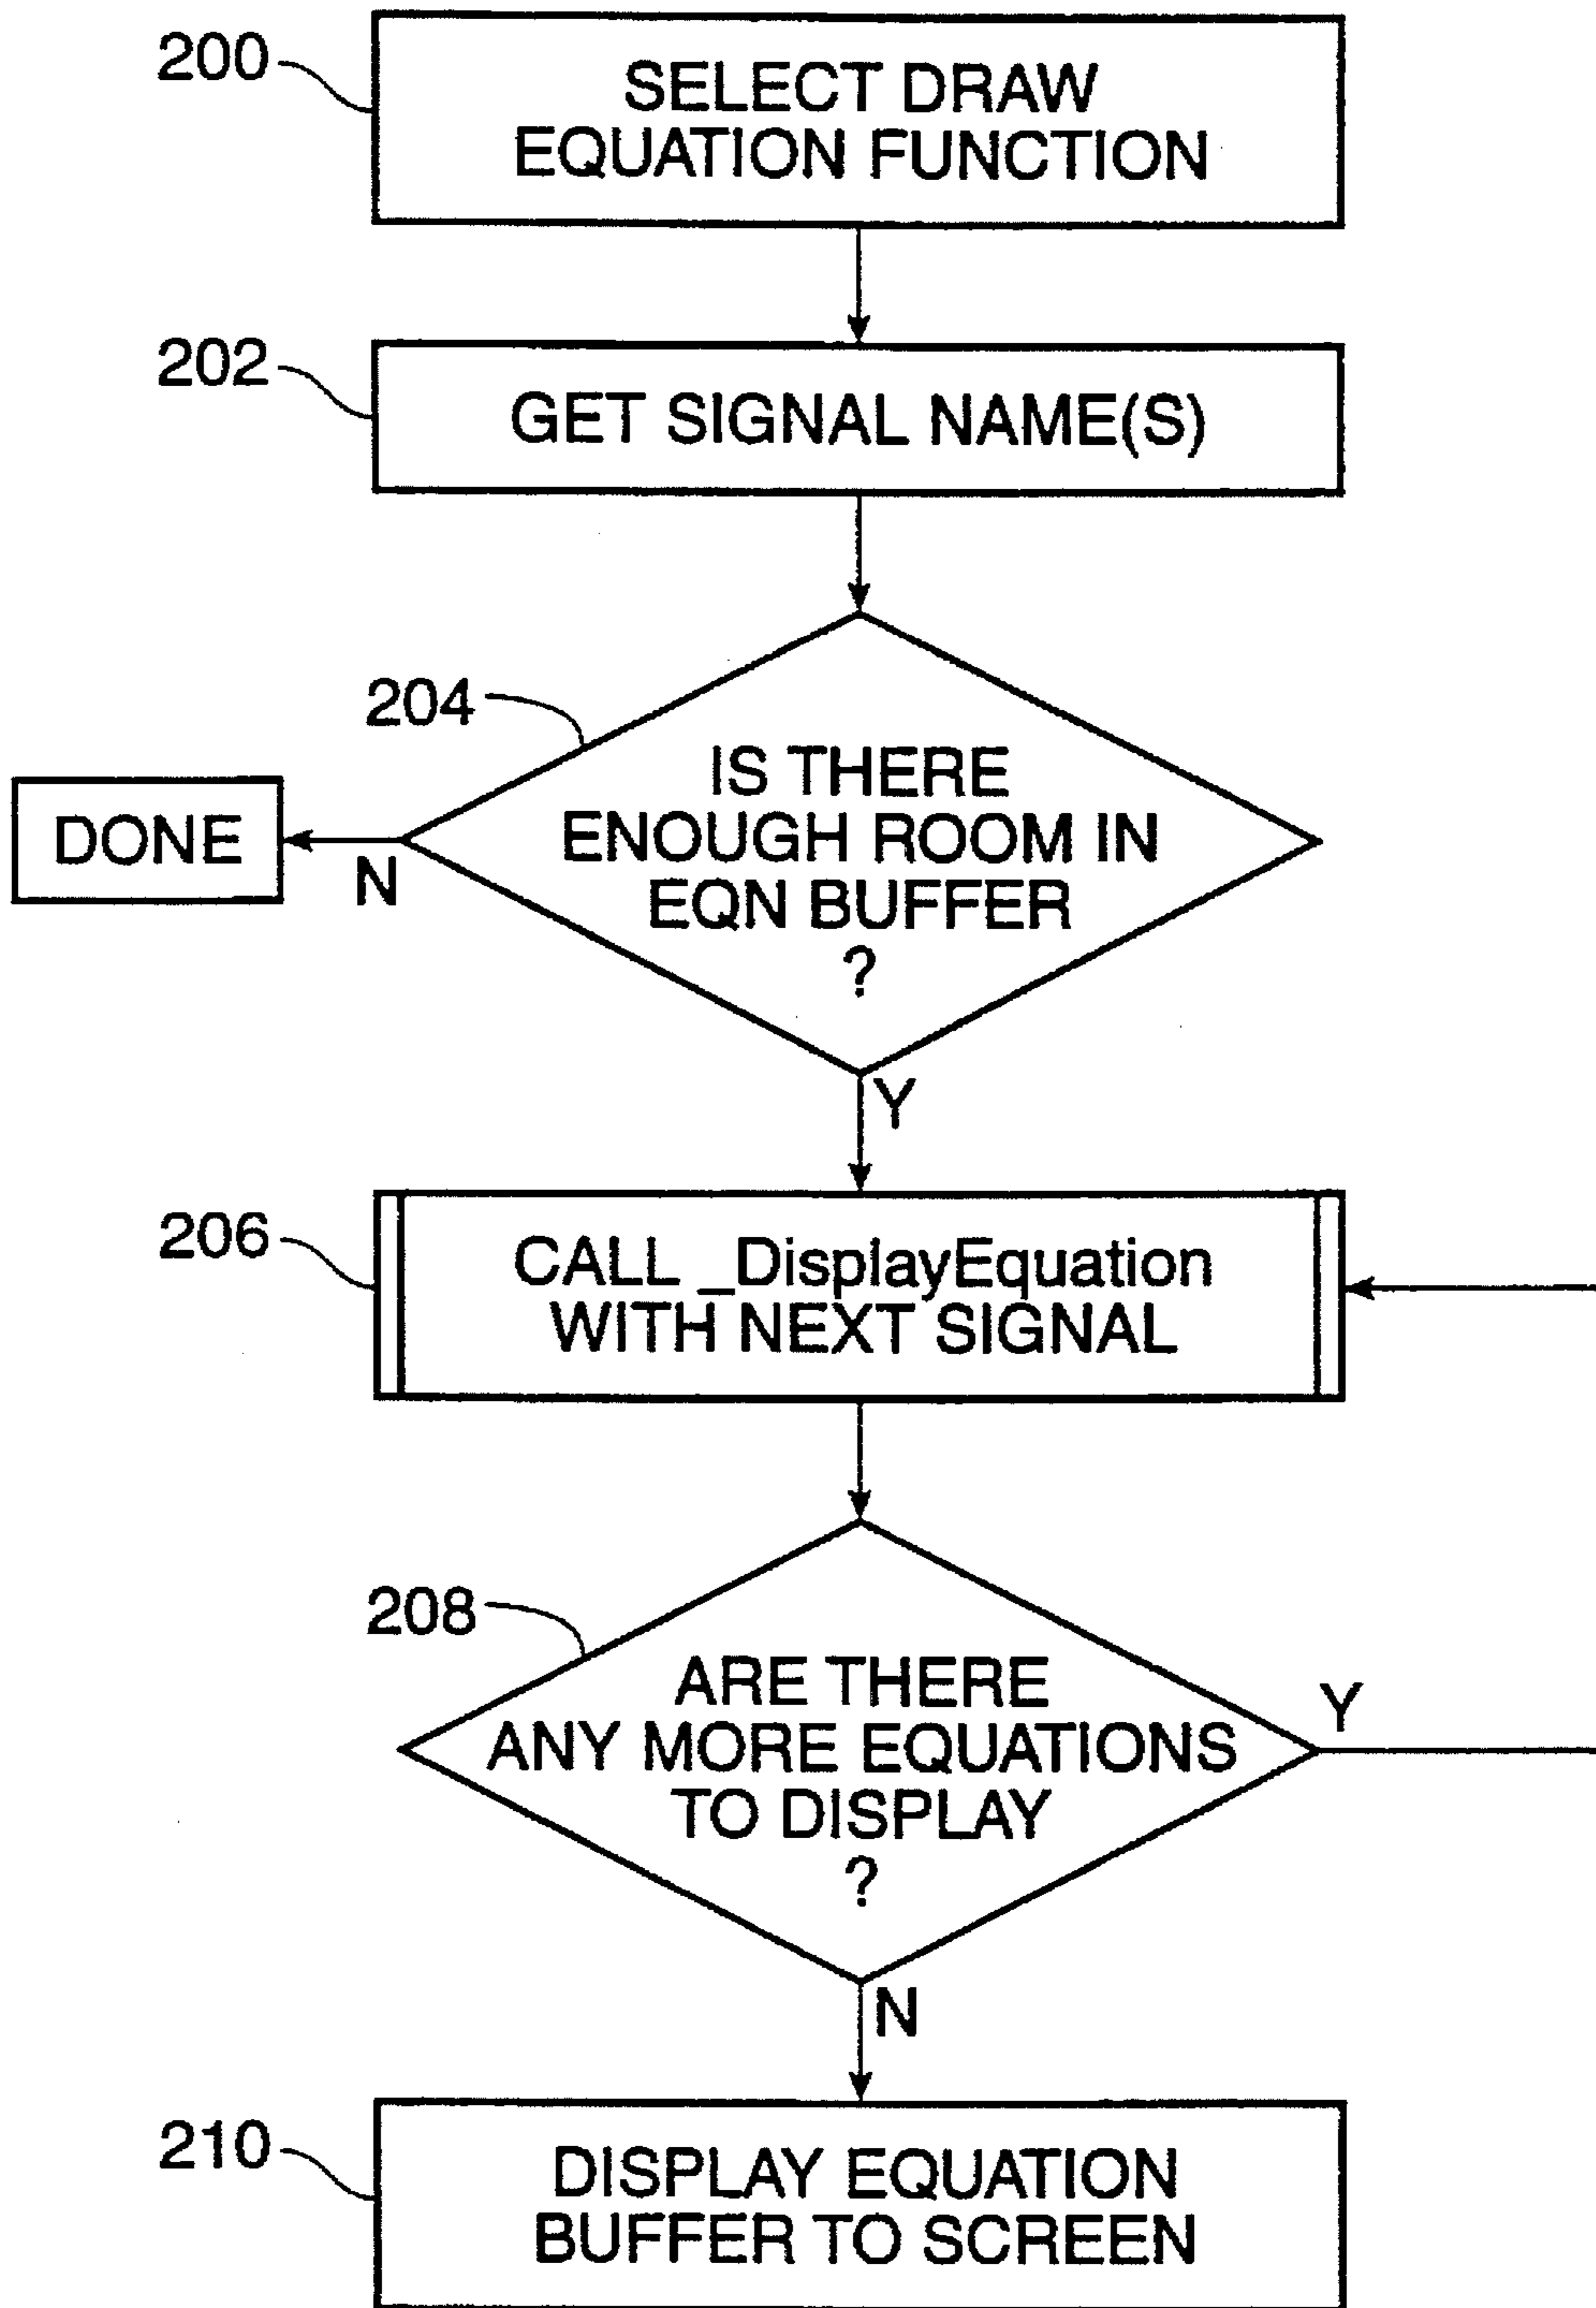 200
SELECT DRAW
EQUATION FUNCTION
202
GET SIGNAL NAME(S)
204
IS THERE
ENOUGH ROOM IN
EQN BUFFER
?
DONE
N
Y
206
CALL _DisplayEquation
WITH NEXT SIGNAL
208
ARE THERE
ANY MORE EQUATIONS
TO DISPLAY
?
Y
N
210
DISPLAY EQUATION
BUFFER TO SCREEN